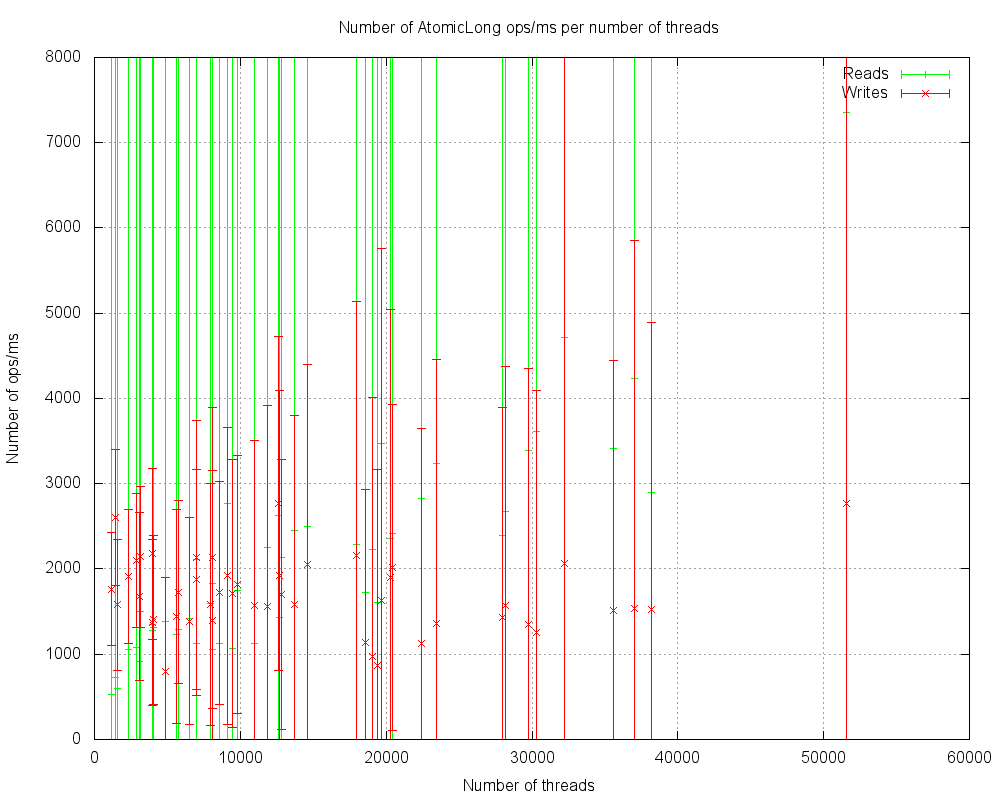 Number of AtomicLong ops/ms per number of threads
8000
7000
6000
5000
4000
3000
2000
1000
0
Number of ops/ms
Reads
Writes
0 10000 20000 30000 40000 50000 60000
Number of threads